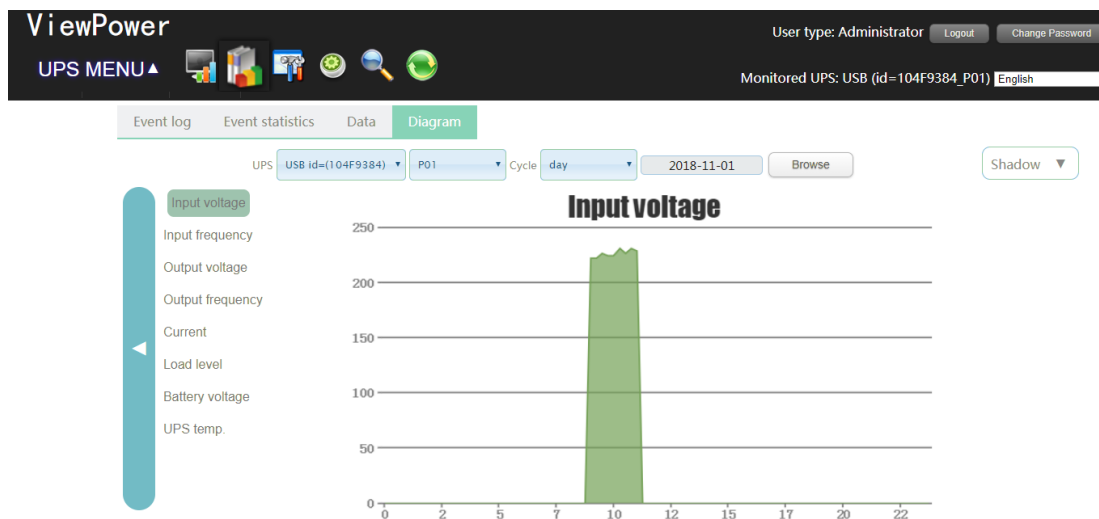 ViewPower
User type: Administrator Logout Change Password
UPS MENU▲
Monitored UPS: USB (id=104F9384_P01) English
Event log Event statistics Data Diagram
UPS USB id=(104F9384) ▼ P01 ▼ Cycle day ▼ 2018-11-01 Browse Shadow ▼
Input voltage
Input frequency
Output voltage
Output frequency
Current
Load level
Battery voltage
UPS temp.
Input voltage
250
200
150
100
50
0
0 2 5 7 10 12 15 17 20 22